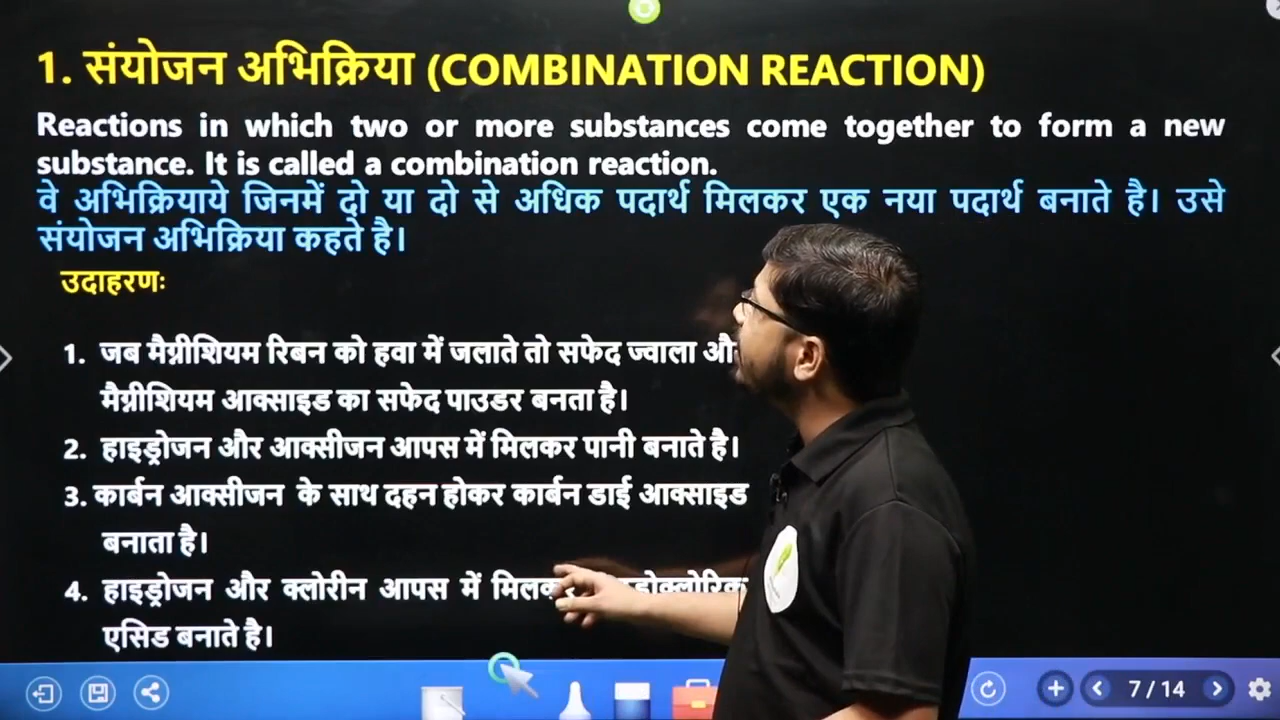 1. संयोजन अभिक्रिया (COMBINATION REACTION)
Reactions in which two or more substances come together to form a new
substance. It is called a combination reaction.
वे अभिक्रियाये जिनमें दो या दो से अधिक पदार्थ मिलकर एक नया पदार्थ बनाते है। उसे
संयोजन अभिक्रिया कहते है।
उदाहरणः
1. जब मैग्नीशियम रिबन को हवा में जलाते तो सफेद ज्वाला
मैग्नीशियम आक्साइड का सफेद पाउडर बनता है।
2. हाइड्रोजन और आक्सीजन आपस में मिलकर पानी बनाते है।
3. कार्बन आक्सीजन के साथ दहन होकर कार्बन डाई आक्साइड
बनाता है।
4. हाइड्रोजन और क्लोरीन आपस में
एसिड बनाते है।
7 / 14